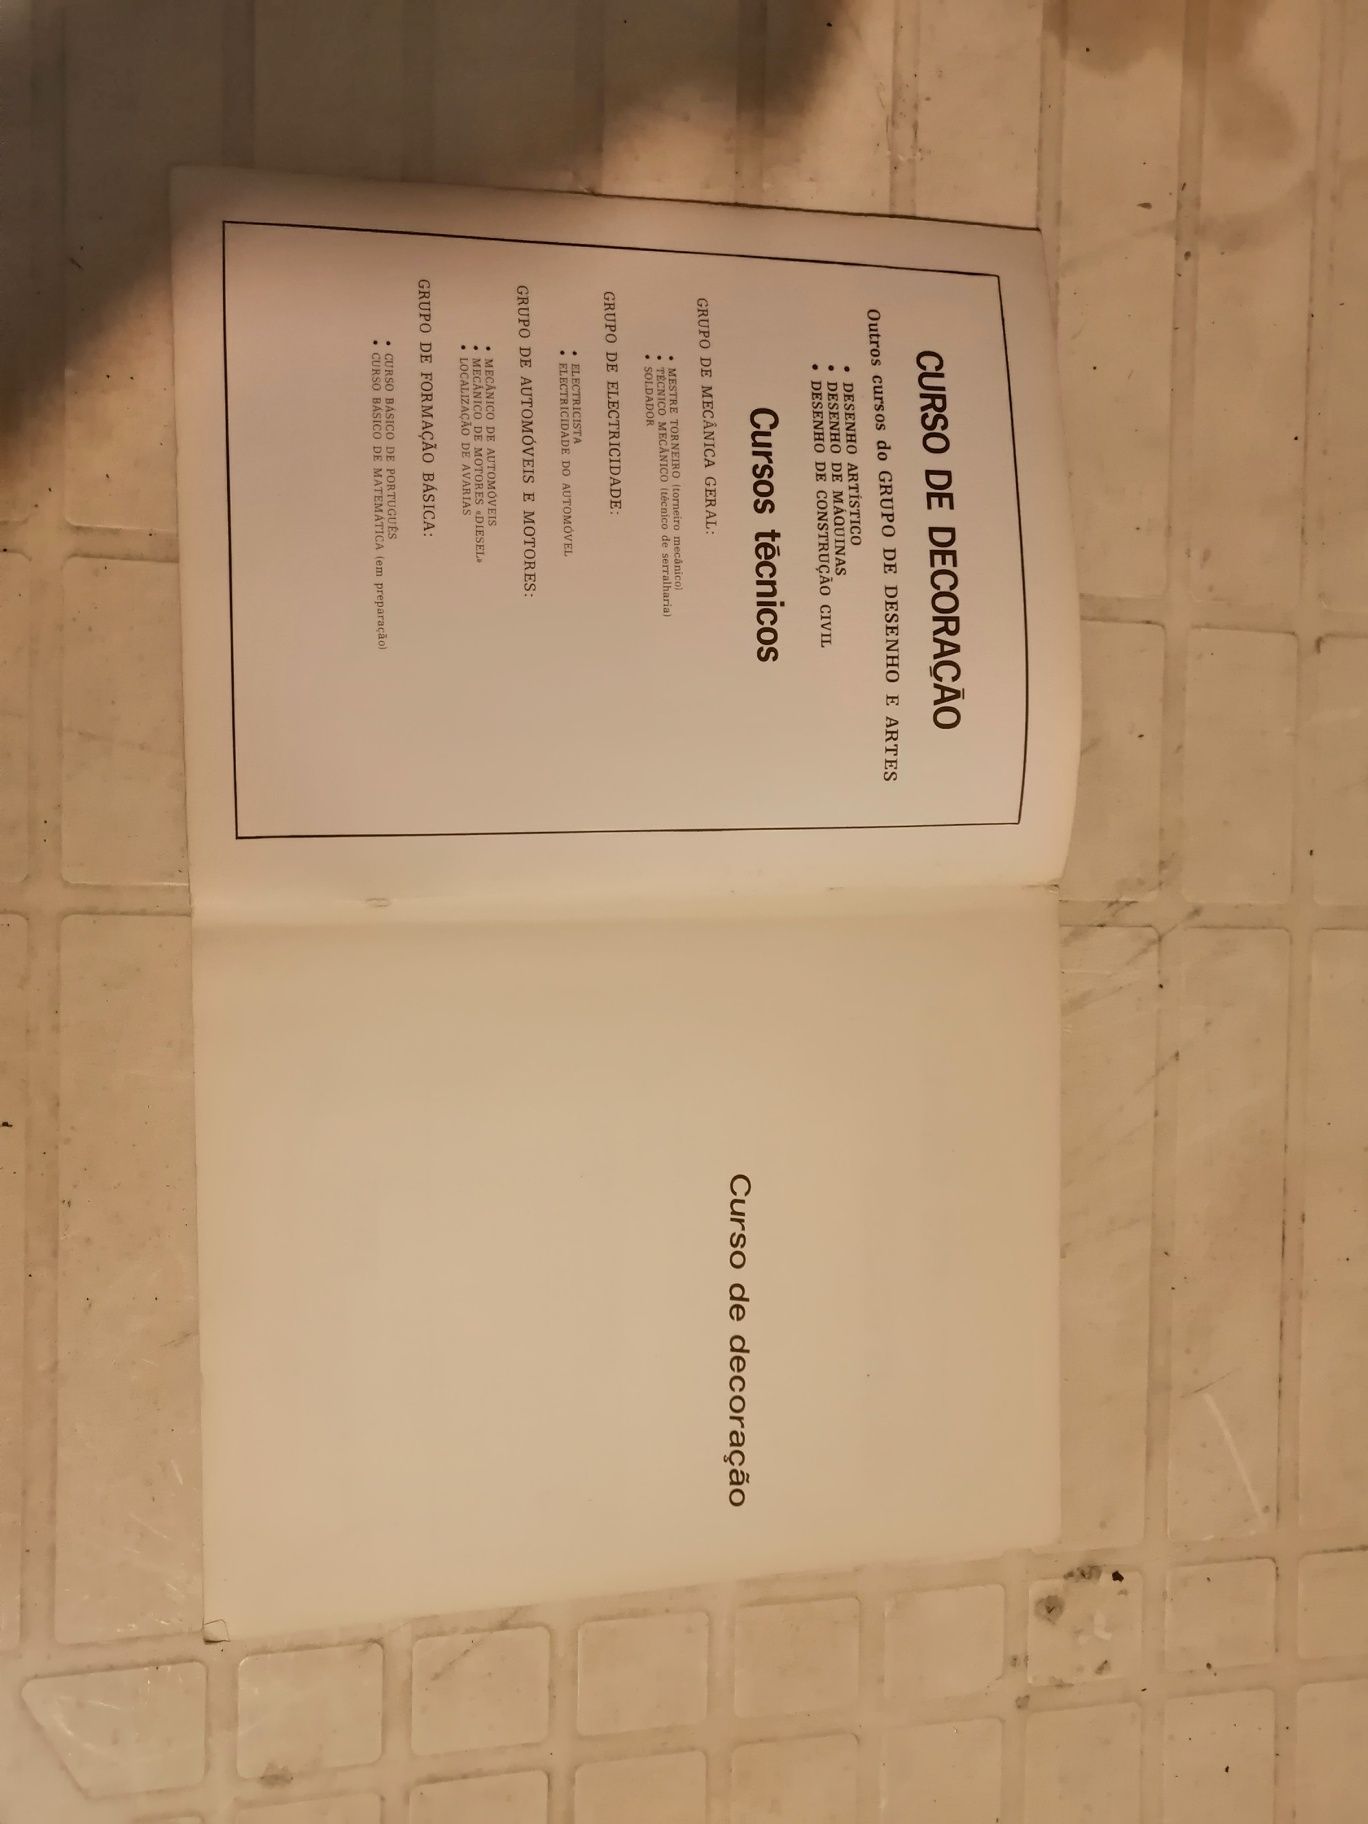 CURSO DE DECORAÇÃO
Outros cursos do GRUPO DE DESENHO E ARTES
• DESENHO ARTÍSTICO
• DESENHO DE MÁQUINAS
• DESENHO DE CONSTRUÇÃO CIVIL
Cursos técnicos
GRUPO DE MECÂNICA GERAL:
• MESTRE TORNEIRO (torneiro mecânico)
• TÉCNICO MECÂNICO (técnico de serralharia)
• SOLDADOR
GRUPO DE ELECTRICIDADE:
• ELECTRICISTA
• ELECTRICIDADE DO AUTOMÓVEL
GRUPO DE AUTOMÓVEIS E MOTORES:
• MECÂNICO DE AUTOMÓVEIS
• MECÂNICO DE MOTORES «DIESEL»
• LOCALIZAÇÃO DE AVARIAS
GRUPO DE FORMAÇÃO BÁSICA:
• CURSO BÁSICO DE PORTUGUÊS
• CURSO BÁSICO DE MATEMÁTICA (em preparação)
Curso de decoração